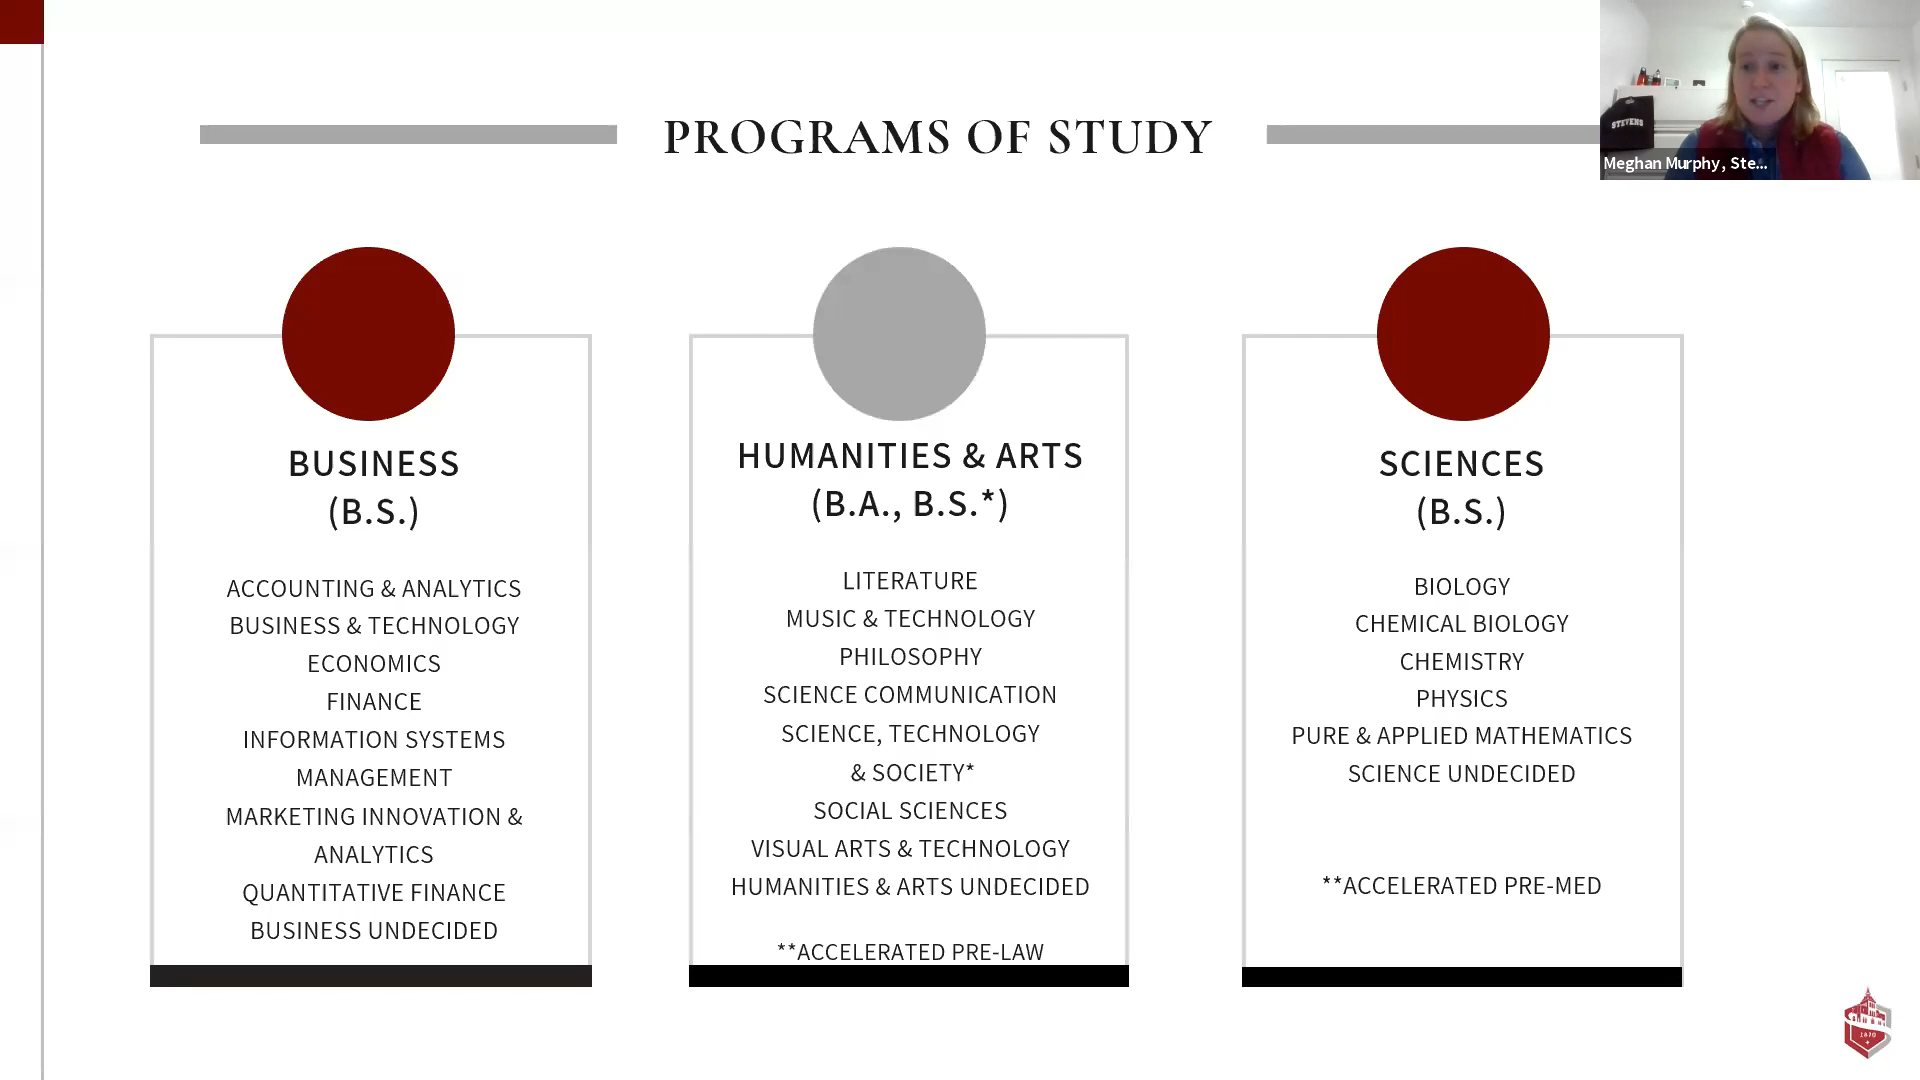 PROGRAMS OF STUDY
STEVENS
Meghan Murphy, Ste...
BUSINESS
(B.S.)
ACCOUNTING & ANALYTICS
BUSINESS & TECHNOLOGY
ECONOMICS
FINANCE
INFORMATION SYSTEMS
MANAGEMENT
MARKETING INNOVATION &
ANALYTICS
QUANTITATIVE FINANCE
BUSINESS UNDECIDED
HUMANITIES & ARTS
(B.A., B.S.*)
LITERATURE
MUSIC & TECHNOLOGY
PHILOSOPHY
SCIENCE COMMUNICATION
SCIENCE, TECHNOLOGY
& SOCIETY*
SOCIAL SCIENCES
VISUAL ARTS & TECHNOLOGY
HUMANITIES & ARTS UNDECIDED
**ACCELERATED PRE-LAW
SCIENCES
(B.S.)
BIOLOGY
CHEMICAL BIOLOGY
CHEMISTRY
PHYSICS
PURE & APPLIED MATHEMATICS
SCIENCE UNDECIDED
**ACCELERATED PRE-MED
1870